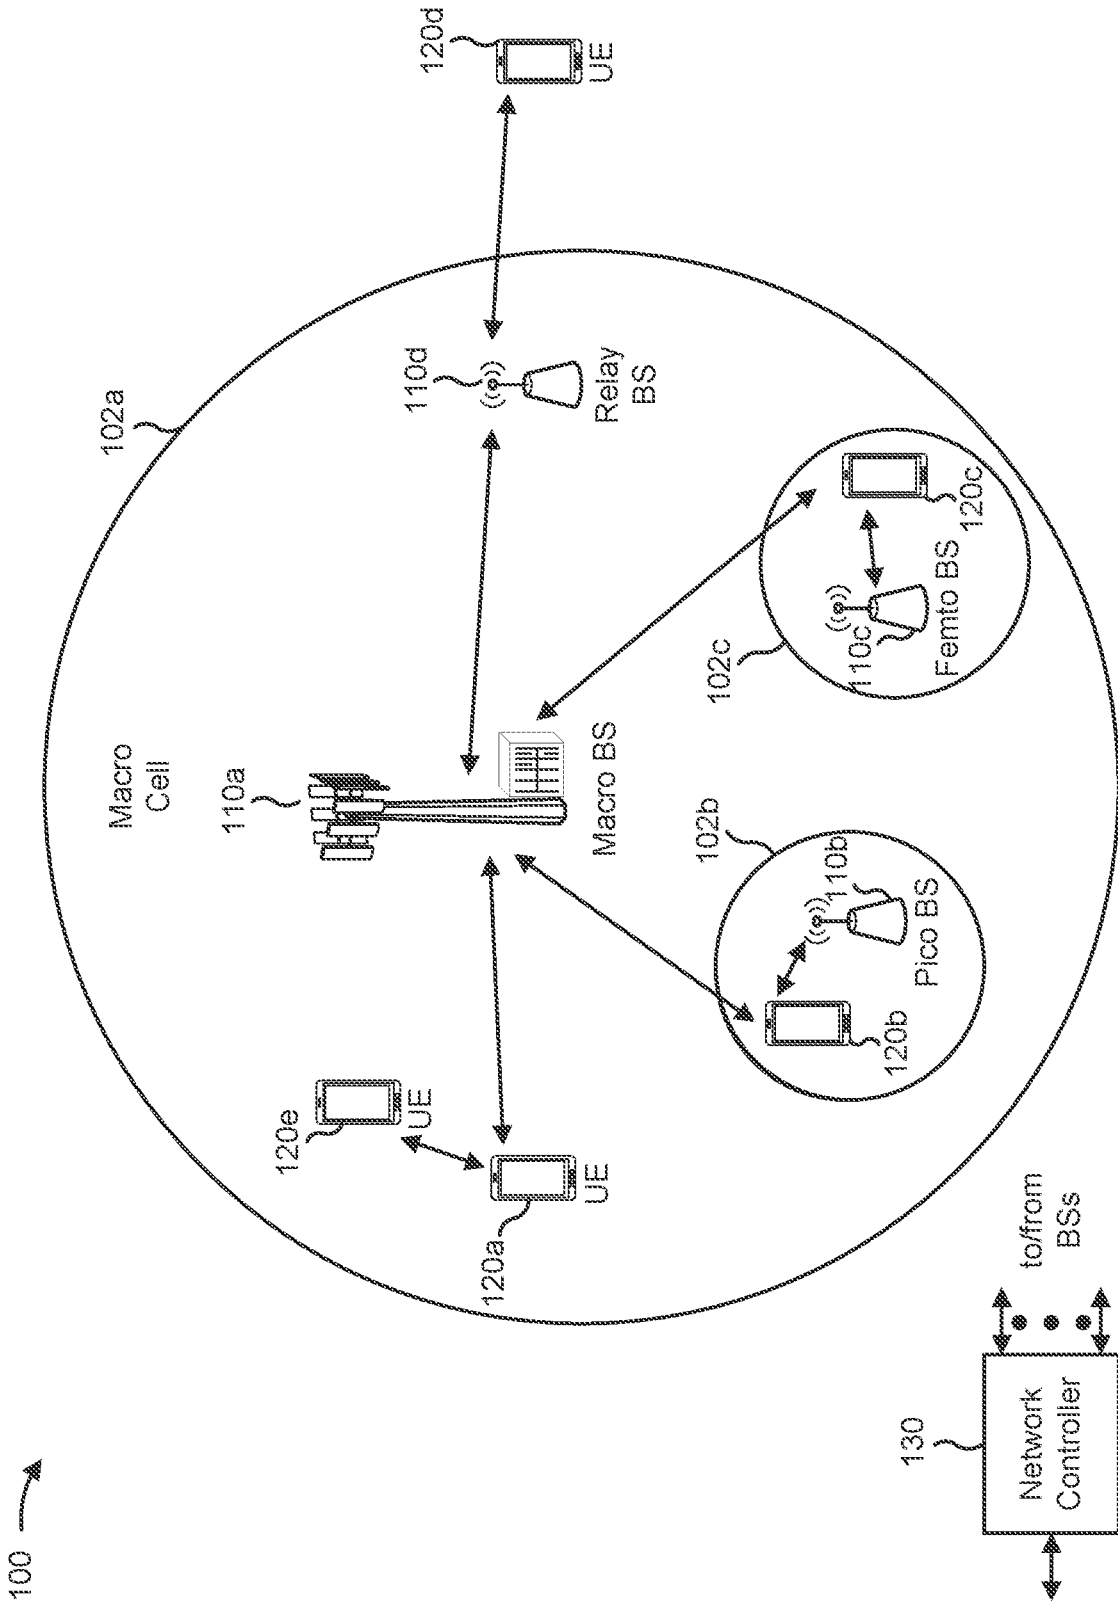 100
102a
Macro
Cell
110a
120d
UE
120e
UE
110d
Relay
BS
120a
UE
Macro BS
102b
102c
110b
Pico BS
120b
110c
Femto BS
120c
130
Network
Controller
to/from
BSs